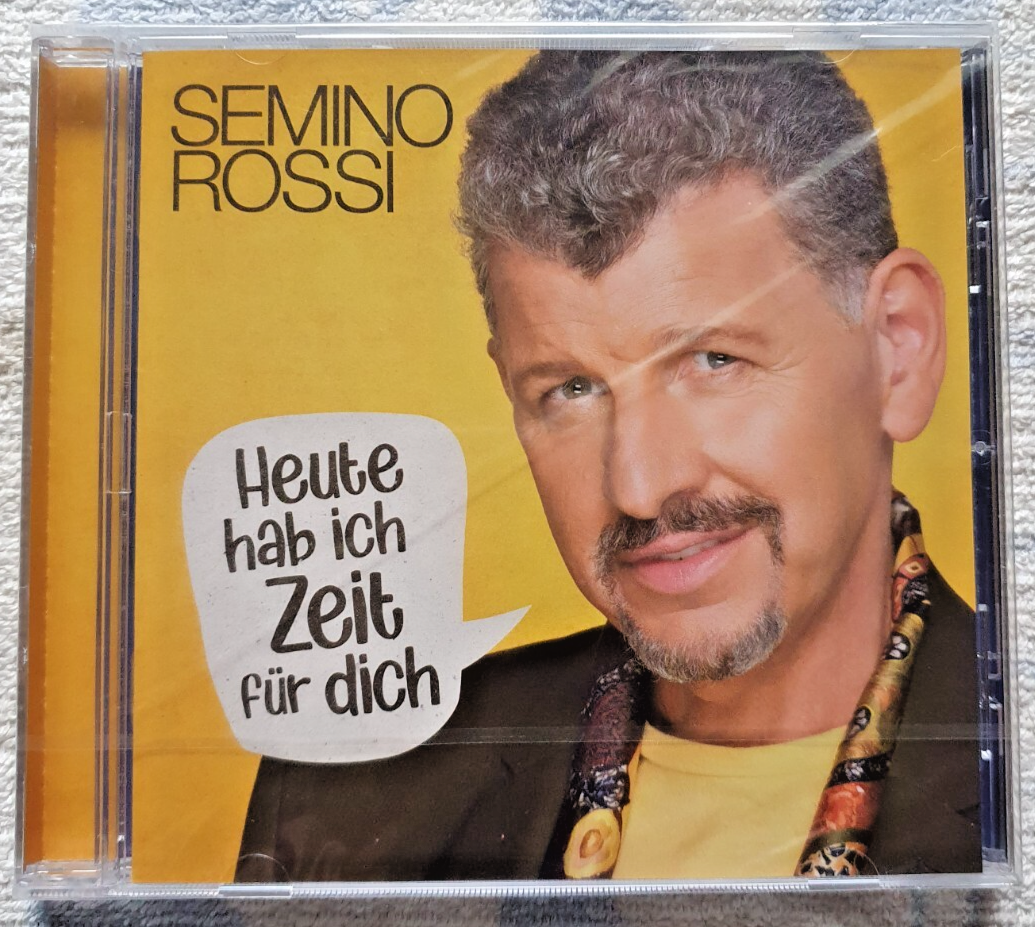 SEMINO
ROSSI
Heute
hab ich
Zeit
für dich